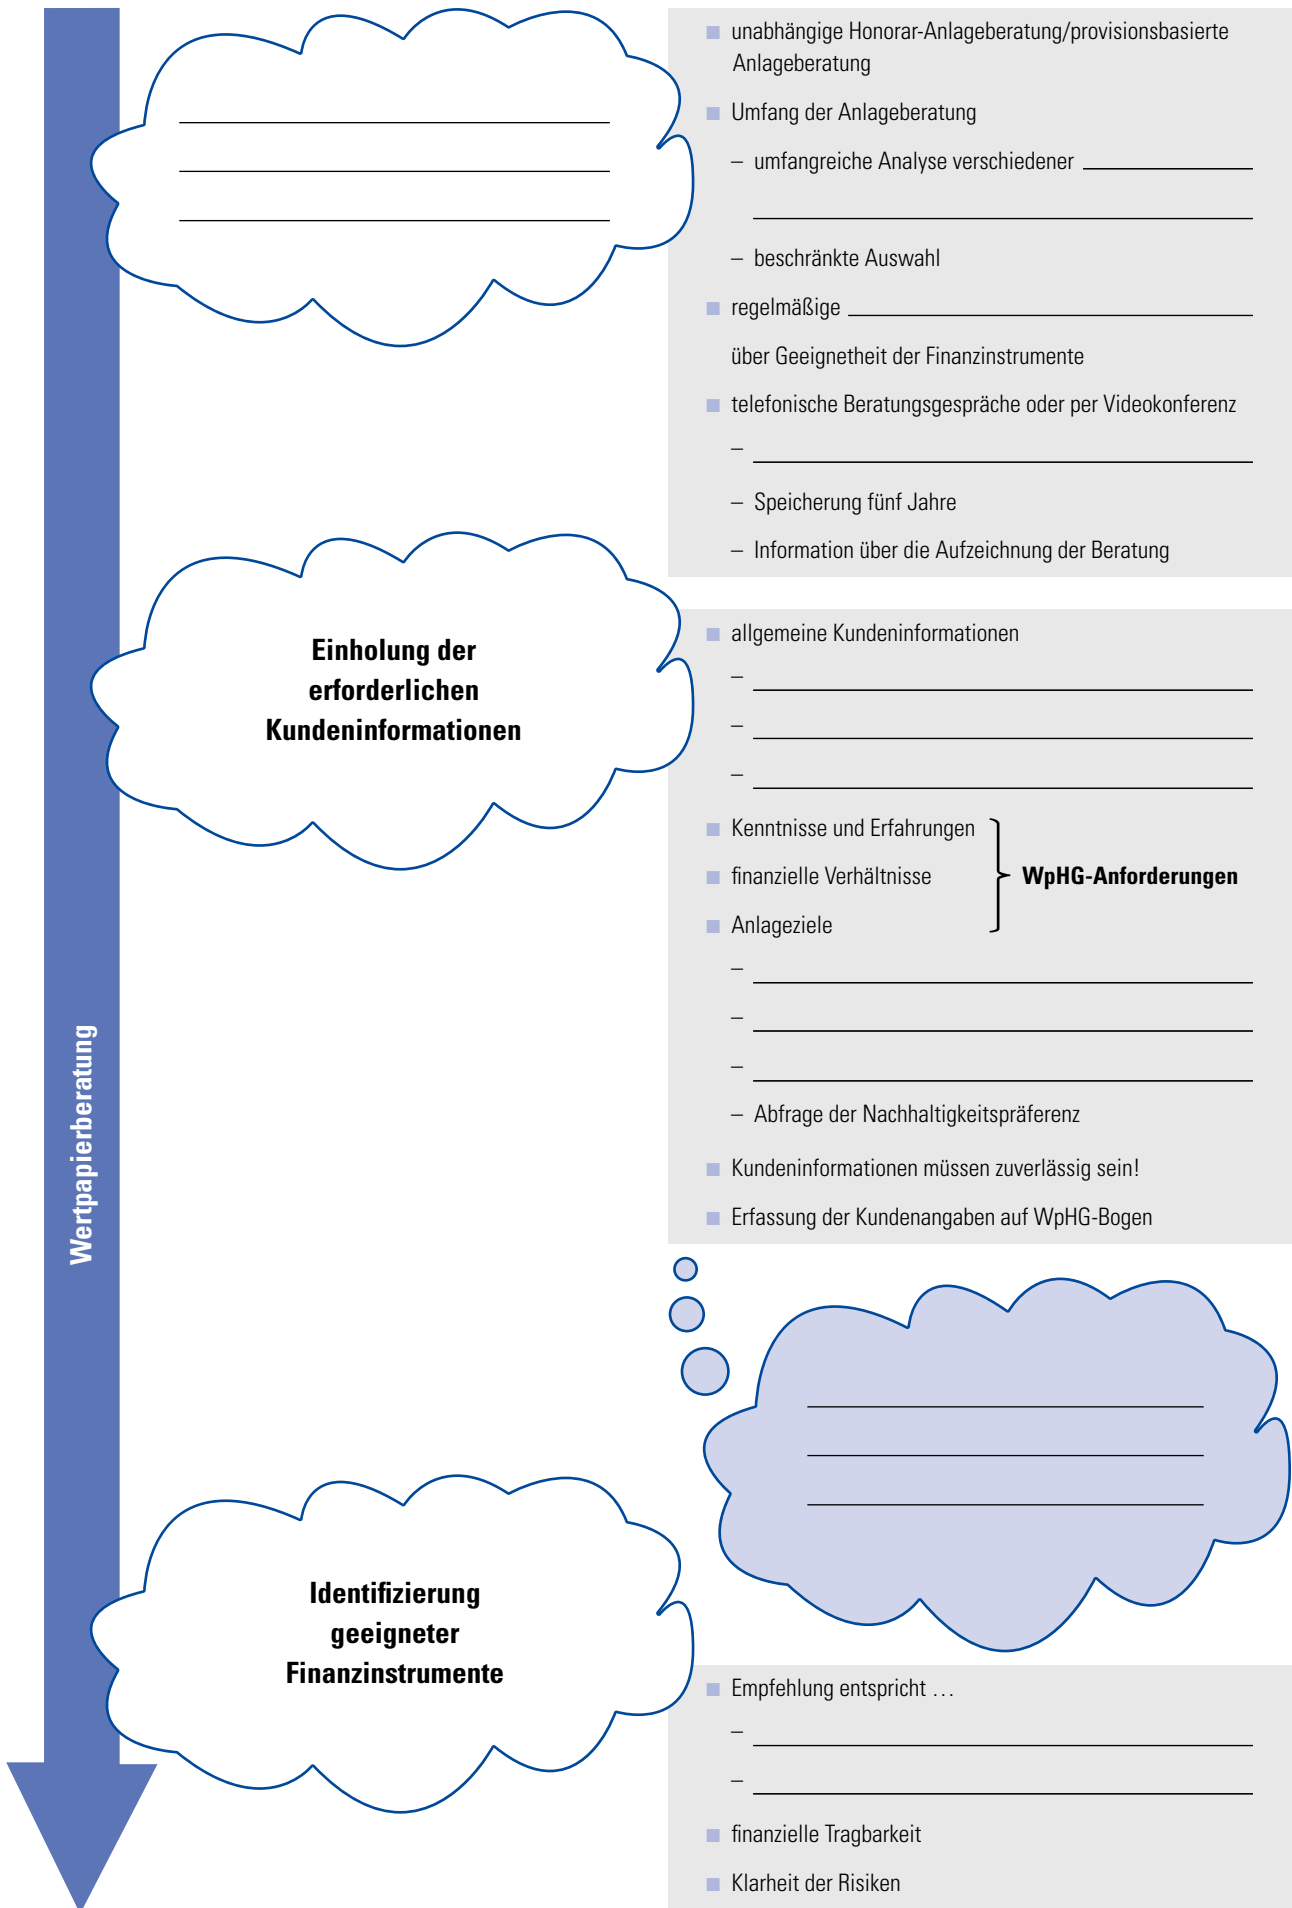 ■ unabhängige Honorar-Anlageberatung/provisionsbasierte
Anlageberatung
■ Umfang der Anlageberatung
– umfangreiche Analyse verschiedener
– beschränkte Auswahl
■ regelmäßige
über Geeignetheit der Finanzinstrumente
■ telefonische Beratungsgespräche oder per Videokonferenz
–
– Speicherung fünf Jahre
– Information über die Aufzeichnung der Beratung
Einholung der
erforderlichen
Kundeninformationen
■ allgemeine Kundeninformationen
–
–
–
■ Kenntnisse und Erfahrungen
■ finanzielle Verhältnisse
WpHG-Anforderungen
■ Anlageziele
–
–
–
– Abfrage der Nachhaltigkeitspräferenz
■ Kundeninformationen müssen zuverlässig sein!
■ Erfassung der Kundenangaben auf WpHG-Bogen
Wertpapierberatung
Identifizierung
geeigneter
Finanzinstrumente
■ Empfehlung entspricht …
–
–
■ finanzielle Tragbarkeit
■ Klarheit der Risiken